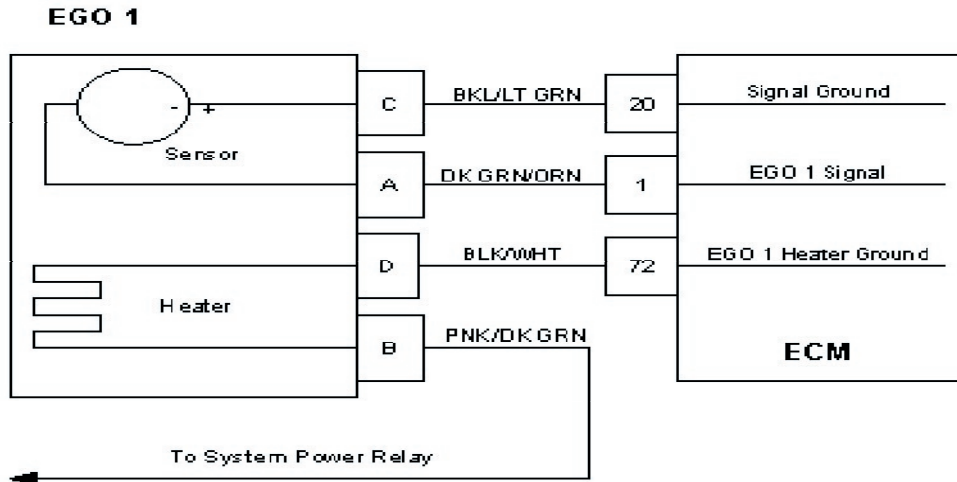 EGO 1
C BKL/LT GRN 20 Signal Ground
- +
Sensor
A DK GRN/ORN 1 EGO 1 Signal
D BLK/WHT 72 EGO 1 Heater Ground
Heater
B PNK/DK GRN
ECM
To System Power Relay